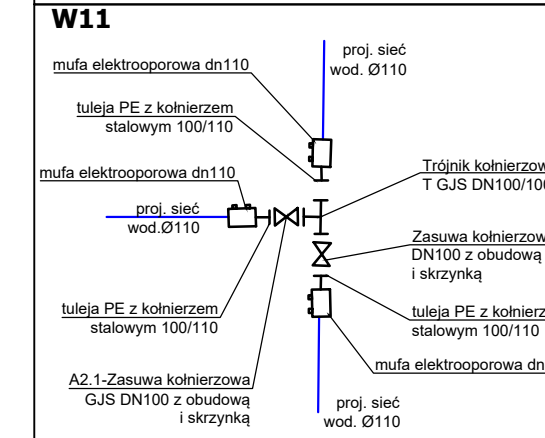 W11
mufa elektrooporowa dn110
proj. sieć
wod. Ø110
tuleja PE z kołnierzem
stalowym 100/110
mufa elektrooporowa dn110
Trójnik kołnierzow
T GJS DN100/100
proj. sieć
wod.Ø110
Zasuwa kołnierzow
DN100 z obudową
i skrzynką
tuleja PE z kołnierzem
stalowym 100/110
tuleja PE z kołnierz
stalowym 100/110
mufa elektrooporowa dn
A2.1-Zasuwa kołnierzowa
GJS DN100 z obudową
i skrzynką
proj. sieć
wod. Ø110